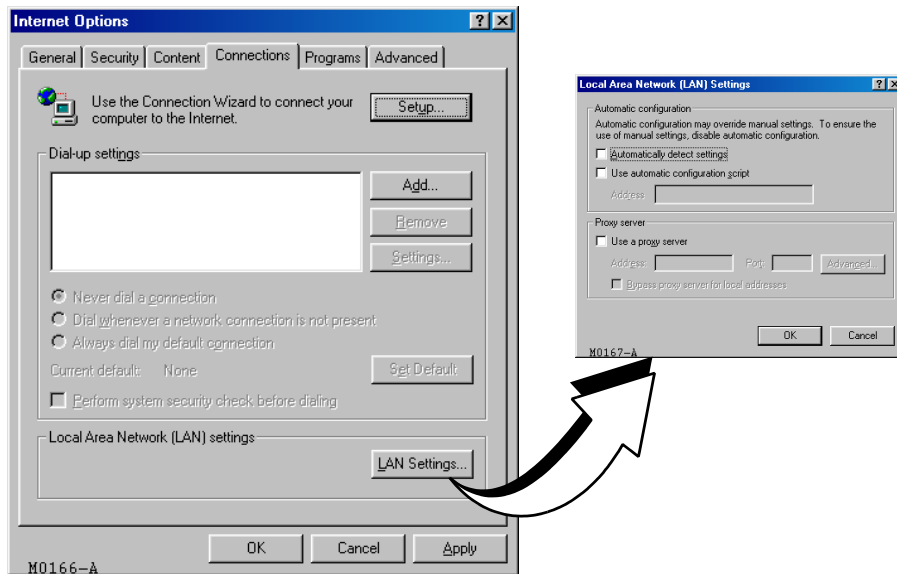 Internet Options
General Security Content Connections Programs Advanced
Use the Connection Wizard to connect your
computer to the Internet.
Setup...
Dial-up settings
Add...
Remove
Settings...
Never dial a connection
Dial whenever a network connection is not present
Always dial my default connection
Current default: None
Set Default
Perform system security check before dialing
Local Area Network (LAN) settings
LAN Settings...
OK Cancel Apply
M0166-A
Local Area Network (LAN) Settings
Automatic configuration
Automatic configuration may override manual settings. To ensure the
use of manual settings, disable automatic configuration.
Automatically detect settings
Use automatic configuration script
Address
Proxy server
Use a proxy server
Address: Port: Advanced...
Bypass proxy server for local addresses
OK Cancel
M0167-A